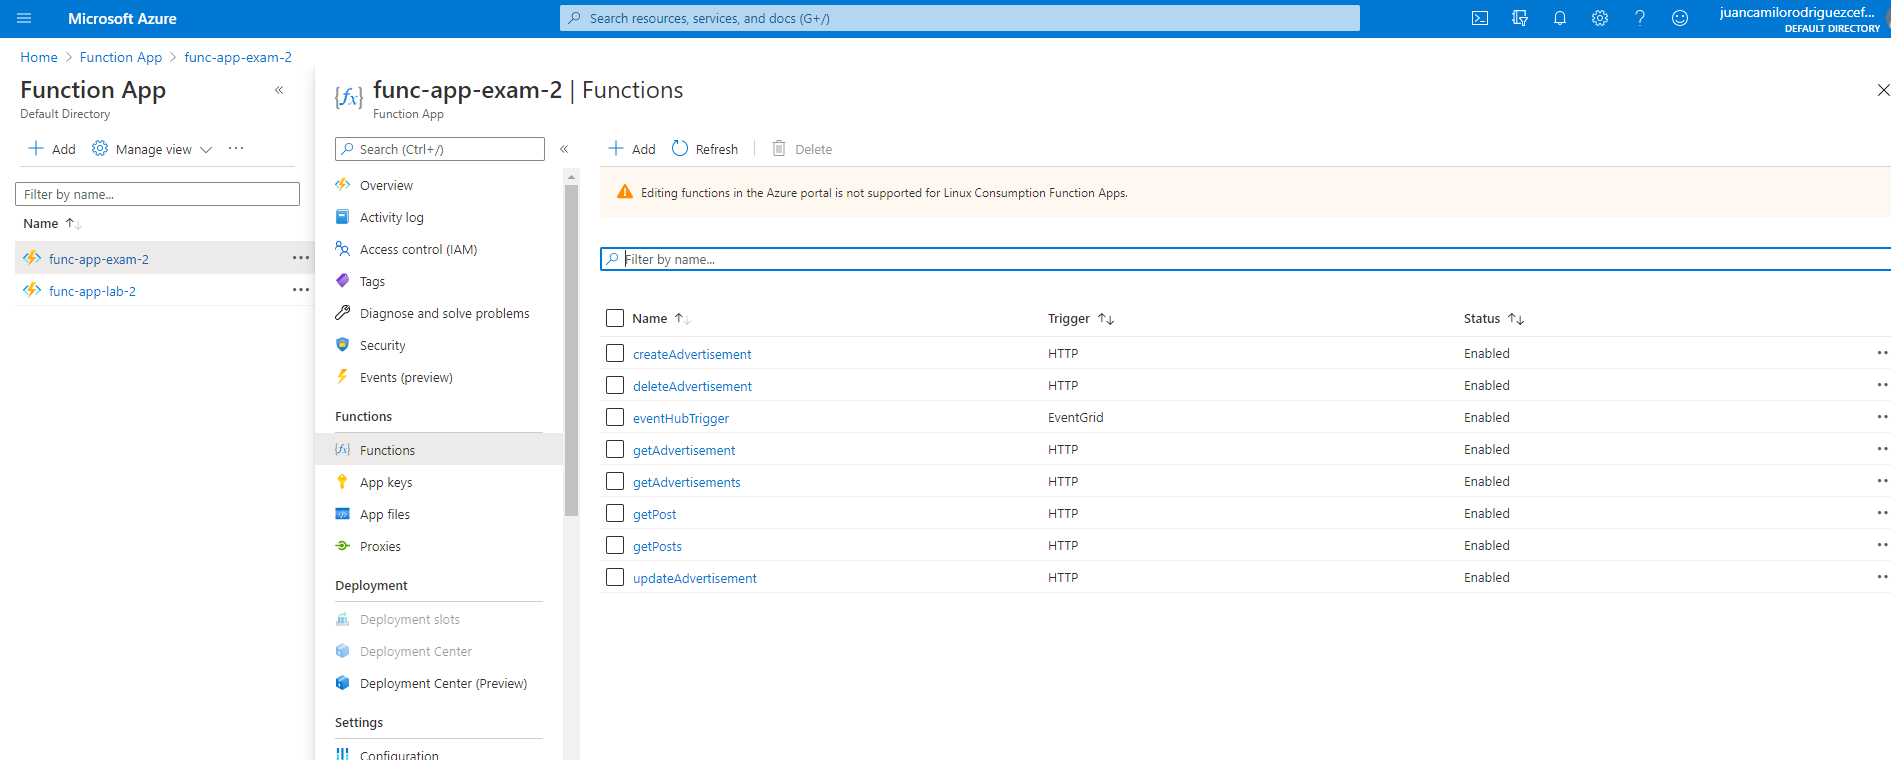 Microsoft Azure
Search resources, services, and docs (G+/)
juancamilorodriguezcef...
DEFAULT DIRECTORY
Home > Function App > func-app-exam-2
Function App
Default Directory
Add Manage view ...
Filter by name...
Name
func-app-exam-2
func-app-lab-2
func-app-exam-2 | Functions
Function App
Search (Ctrl+/)
Overview
Activity log
Access control (IAM)
Tags
Diagnose and solve problems
Security
Events (preview)
Functions
Functions
App keys
App files
Proxies
Deployment
Deployment slots
Deployment Center
Deployment Center (Preview)
Settings
Configuration
Add Refresh Delete
Editing functions in the Azure portal is not supported for Linux Consumption Function Apps.
Filter by name...
Name Trigger Status
createAdvertisement HTTP Enabled
deleteAdvertisement HTTP Enabled
eventHubTrigger EventGrid Enabled
getAdvertisement HTTP Enabled
getAdvertisements HTTP Enabled
getPost HTTP Enabled
getPosts HTTP Enabled
updateAdvertisement HTTP Enabled